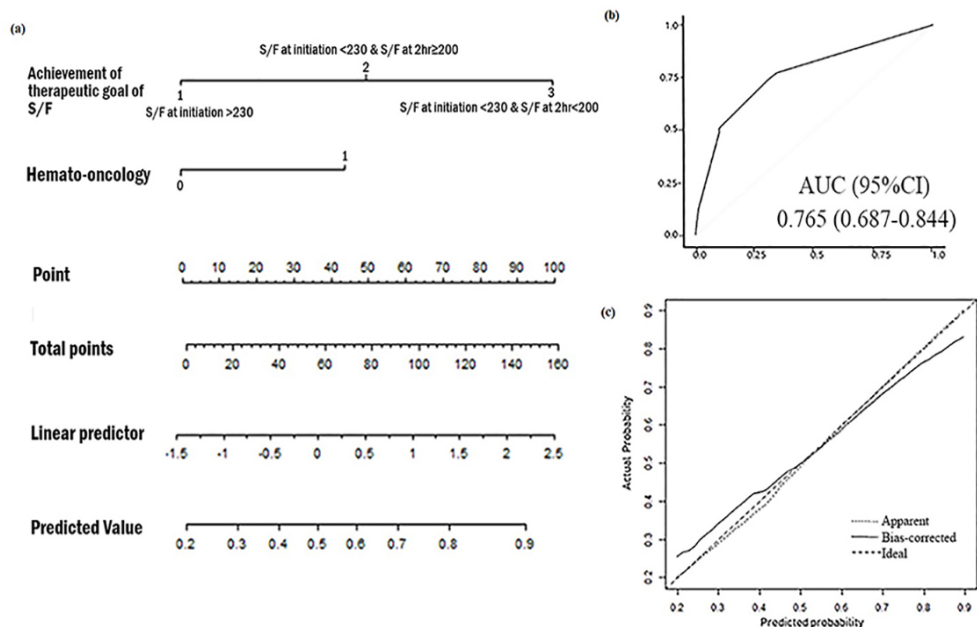 (a)
S/F at initiation <230 & S/F at 2hr≥200
2
Achievement of
therapeutic goal of
S/F
1
3
S/F at initiation >230
S/F at initiation <230 & S/F at 2hr<200
Hemato-oncology
1
0
Point
0 10 20 30 40 50 60 70 80 90 100
Total points
0 20 40 60 80 100 120 140 160
Linear predictor
-1.5 -1 -0.5 0 0.5 1 1.5 2 2.5
Predicted Value
0.2 0.3 0.4 0.5 0.6 0.7 0.8 0.9
(b)
1.00
0.75
0.5
0.25
0.0
0.0 0.25 0.5 0.75 1.0
AUC (95%CI)
0.765 (0.687-0.844)
(c)
Actual Probability
0.9
0.8
0.7
0.6
0.5
0.4
0.3
0.2
Apparent
Bias-corrected
Ideal
0.2 0.3 0.4 0.5 0.6 0.7 0.8 0.9
Predicted probability